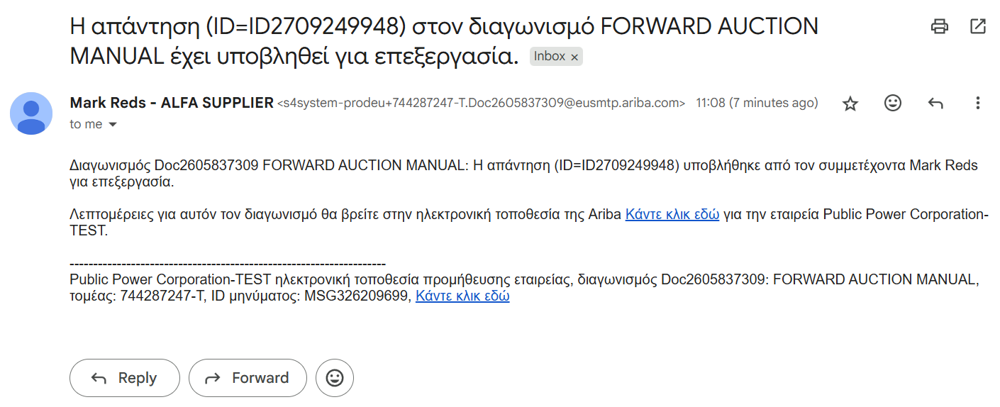 Η απάντηση (ID=ID2709249948) στον διαγωνισμό FORWARD AUCTION
MANUAL έχει υποβληθεί για επεξεργασία. Inbox ×
Mark Reds - ALFA SUPPLIER <s4system-prodeu+744287247-T.Doc2605837309@eusmtp.ariba.com> 11:08 (7 minutes ago)
to me
Διαγωνισμός Doc2605837309 FORWARD AUCTION MANUAL: Η απάντηση (ID=ID2709249948) υποβλήθηκε από τον συμμετέχοντα Mark Reds
για επεξεργασία.
Λεπτομέρειες για αυτόν τον διαγωνισμό θα βρείτε στην ηλεκτρονική τοποθεσία της Ariba Κάντε κλικ εδώ για την εταιρεία Public Power Corporation-
TEST.
-------------------------------------------------------------------
Public Power Corporation-TEST ηλεκτρονική τοποθεσία προμήθευσης εταιρείας, διαγωνισμός Doc2605837309: FORWARD AUCTION MANUAL,
τομέας: 744287247-T, ID μηνύματος: MSG326209699, Κάντε κλικ εδώ
Reply Forward